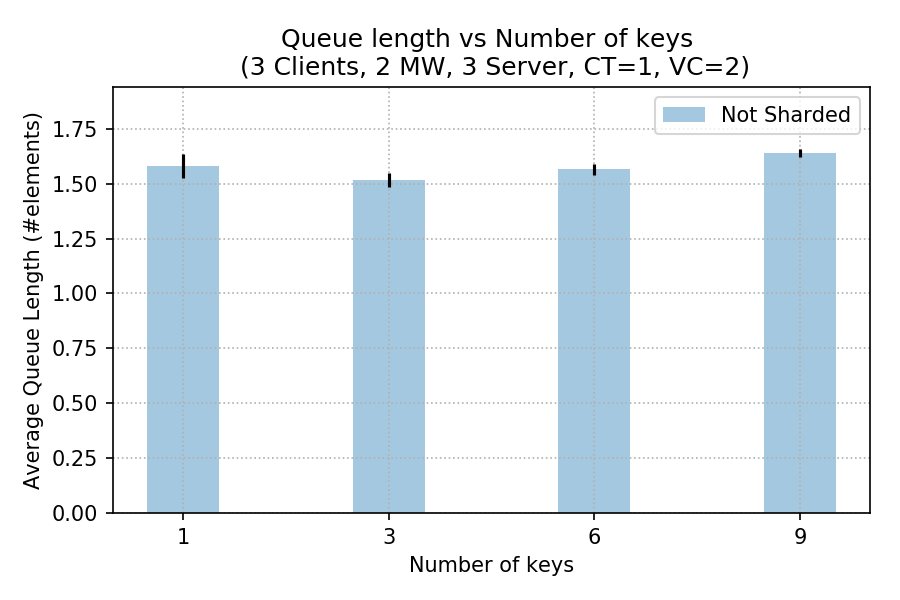 Queue length vs Number of keys
(3 Clients, 2 MW, 3 Server, CT=1, VC=2)
Not Sharded
Average Queue Length (#elements)
1.75
1.50
1.25
1.00
0.75
0.50
0.25
0.00
1 3 6 9
Number of keys